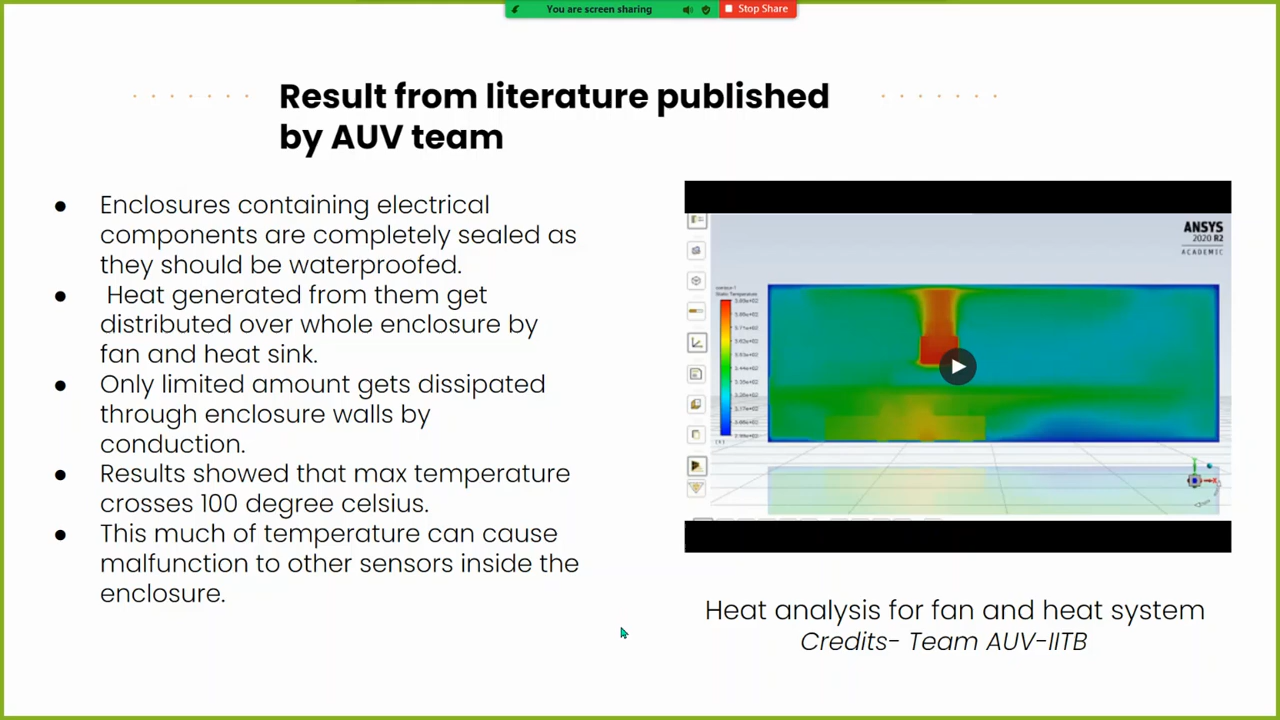 You are screen sharing
Stop Share
Result from literature published
by AUV team
● Enclosures containing electrical
components are completely sealed as
they should be waterproofed.
● Heat generated from them get
distributed over whole enclosure by
fan and heat sink.
● Only limited amount gets dissipated
through enclosure walls by
conduction.
● Results showed that max temperature
crosses 100 degree celsius.
● This much of temperature can cause
malfunction to other sensors inside the
enclosure.
ANSYS
2020 R2
ACADEMIC
Heat analysis for fan and heat system
Credits- Team AUV-IITB